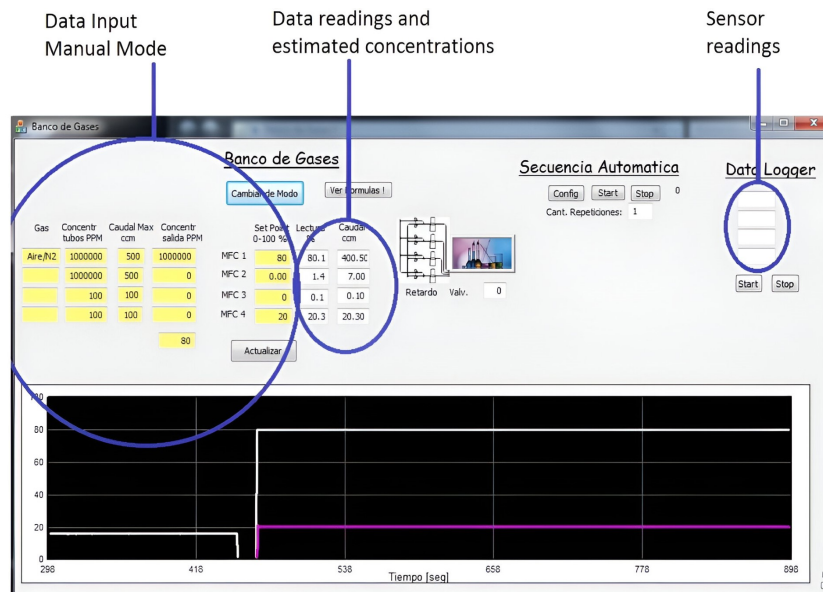 Data Input
Manual Mode
Data readings and
estimated concentrations
Sensor
readings
Banco de Gases
Banco de Gases
Cambiar de Modo
Ver Formulas !
Secuencia Automatica
Config Start Stop 0
Cant. Repeticiones: 1
Data Logger
Start Stop
Gas Concentr tubos PPM Caudal Max ccm Concentr salida PPM
Set Point 0-100 % Lectura % Caudal ccm
Aire/N2 1000000 500 1000000 MFC 1 80 80.1 400.50
1000000 500 0 MFC 2 0.00 1.4 7.00
100 100 0 MFC 3 0 0.1 0.10
100 100 0 MFC 4 20 20.3 20.30
80
Actualizar
Retardo Valv. 0
100
80
60
40
20
0
298 418 538 658 778 898
Tiempo [seg]